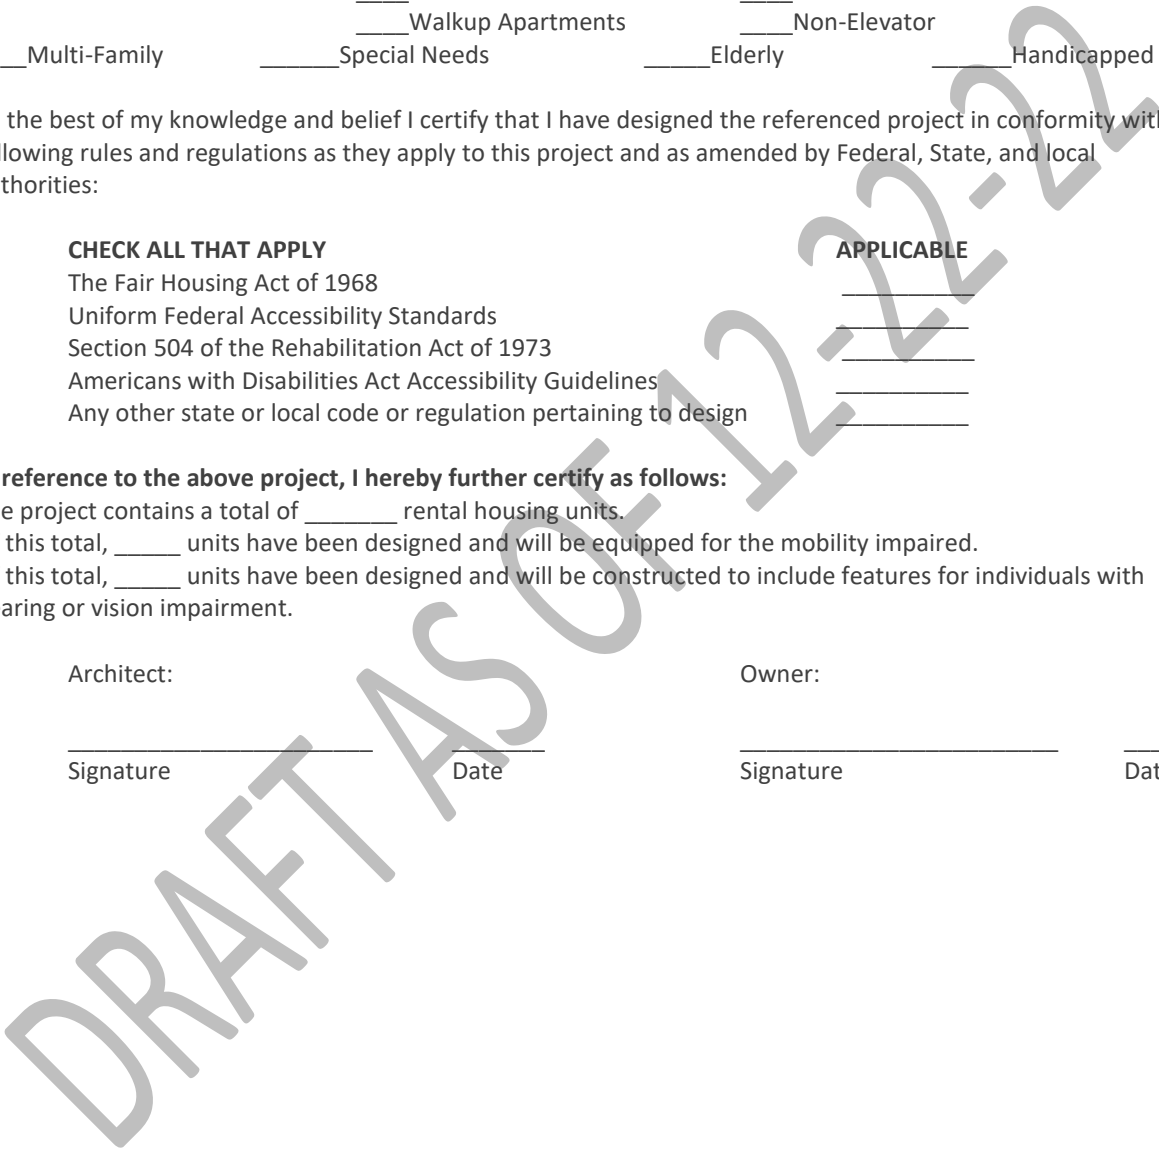 ____Walkup Apartments ____Non-Elevator
__Multi-Family ______Special Needs _____Elderly ______Handicapped
the best of my knowledge and belief I certify that I have designed the referenced project in conformity wit
llowing rules and regulations as they apply to this project and as amended by Federal, State, and local
thorities:
CHECK ALL THAT APPLY APPLICABLE
The Fair Housing Act of 1968 __________
Uniform Federal Accessibility Standards __________
Section 504 of the Rehabilitation Act of 1973 __________
Americans with Disabilities Act Accessibility Guidelines __________
Any other state or local code or regulation pertaining to design __________
reference to the above project, I hereby further certify as follows:
e project contains a total of _______ rental housing units.
this total, _____ units have been designed and will be equipped for the mobility impaired.
this total, _____ units have been designed and will be constructed to include features for individuals with
aring or vision impairment.
Architect: Owner:
_______________________ _______ ________________________ ___
Signature Date Signature Dat
DRAFT AS OF 12-22-22